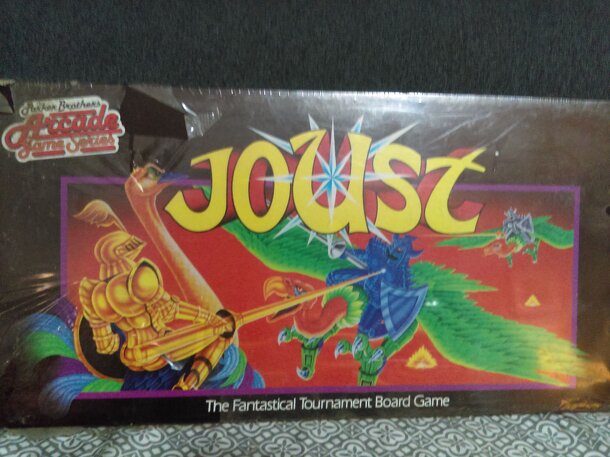 Parker Brothers
Arcade
Game Series
JOUST
The Fantastical Tournament Board Game